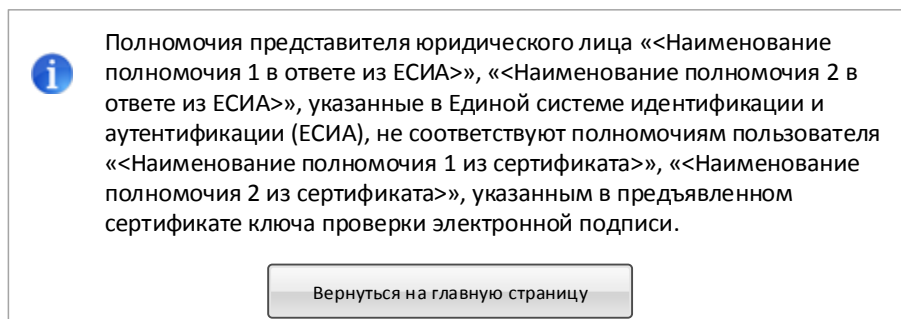 Полномочия представителя юридического лица «<Наименование
полномочия 1 в ответе из ЕСИА>», «<Наименование полномочия 2 в
ответе из ЕСИА>», указанные в Единой системе идентификации и
аутентификации (ЕСИА), не соответствуют полномочиям пользователя
«<Наименование полномочия 1 из сертификата>», «<Наименование
полномочия 2 из сертификата>», указанным в предъявленном
сертификате ключа проверки электронной подписи.
Вернуться на главную страницу